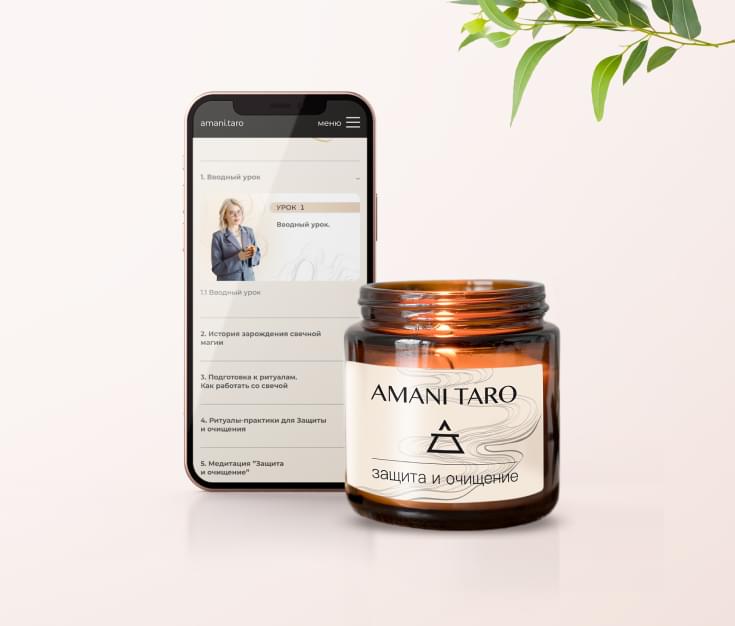 amani.taro
меню
1. Вводный урок
УРОК 1
Вводный урок.
1.1 Вводный урок
2. История зарождения свечной
магии
3. Подготовка к ритуалам.
Как работать со свечой
4. Ритуалы-практики для Защиты
и очищения
5. Медитация "Защита
и очищение"
AMANI TARO
защита и очищение